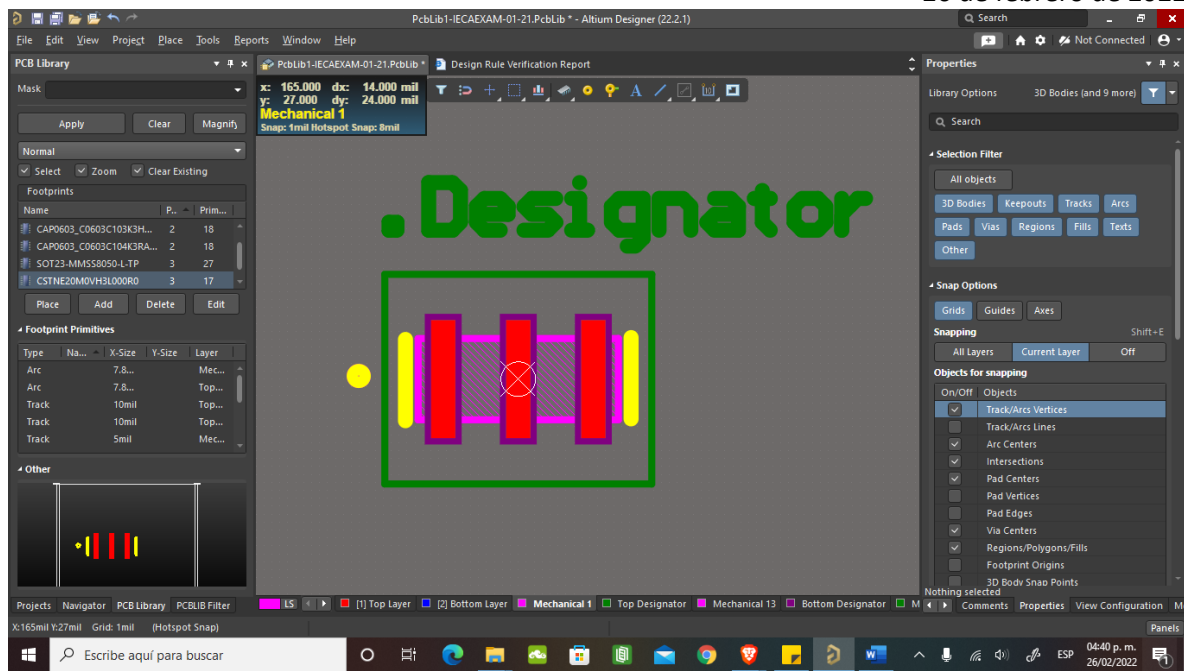 PcbLib1-IECAEXAM-01-21.PcbLib * - Altium Designer (22.2.1)
Search
File Edit View Project Place Tools Reports Window Help
Not Connected
PCB Library
PcbLib1-IECAEXAM-01-21.PcbLib *
Design Rule Verification Report
Properties
Mask
x: 165.000 dx: 14.000 mil
y: 27.000 dy: 24.000 mil
Mechanical 1
Snap: 1mil Hotspot Snap: 8mil
Library Options
3D Bodies (and 9 more)
Apply Clear Magnify
Search
Normal
Select Zoom Clear Existing
Selection Filter
Footprints
All objects
Name P.. Prim...
3D Bodies Keepouts Tracks Arcs
CAP0603_C0603C103K3H... 2 18
Pads Vias Regions Fills Texts
CAP0603_C0603C104K3RA... 2 18
Other
SOT23-MMSS8050-L-TP 3 27
CSTNE20M0VH3L000R0 3 17
Snap Options
Place Add Delete Edit
Grids Guides Axes
Footprint Primitives
Snapping Shift+E
Type Na... X-Size Y-Size Layer
All Layers Current Layer Off
Arc 7.8... Mec...
Objects for snapping
Arc 7.8... Top...
On/Off Objects
Track 10mil Top...
Track/Arcs Vertices
Track 10mil Top...
Track/Arcs Lines
Track 5mil Mec...
Arc Centers
Intersections
Other
Pad Centers
Pad Vertices
Pad Edges
Via Centers
Regions/Polygons/Fills
Footprint Origins
3D Body Snap Points
.Designator
Nothing selected
Projects Navigator PCB Library PCBLIB Filter
LS [1] Top Layer [2] Bottom Layer Mechanical 1 Top Designator Mechanical 13 Bottom Designator M
Comments Properties View Configuration M
X:165mil Y:27mil Grid: 1mil (Hotspot Snap)
Panels
Escribe aquí para buscar
ESP
04:40 p. m.
26/02/2022